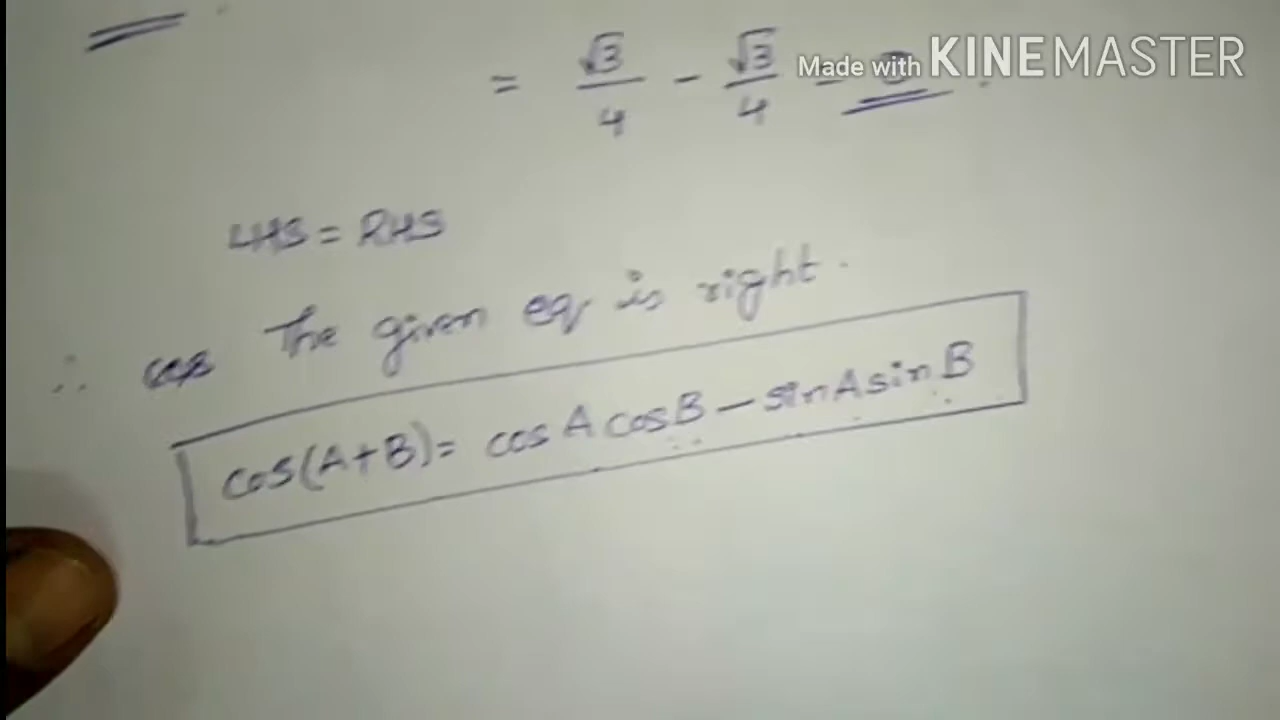 = √3/4 - √3/4 =
Made with KINEMASTER
LHS = RHS
∴ The given eq is right.
cos(A+B) = cos A cos B - sin A sin B